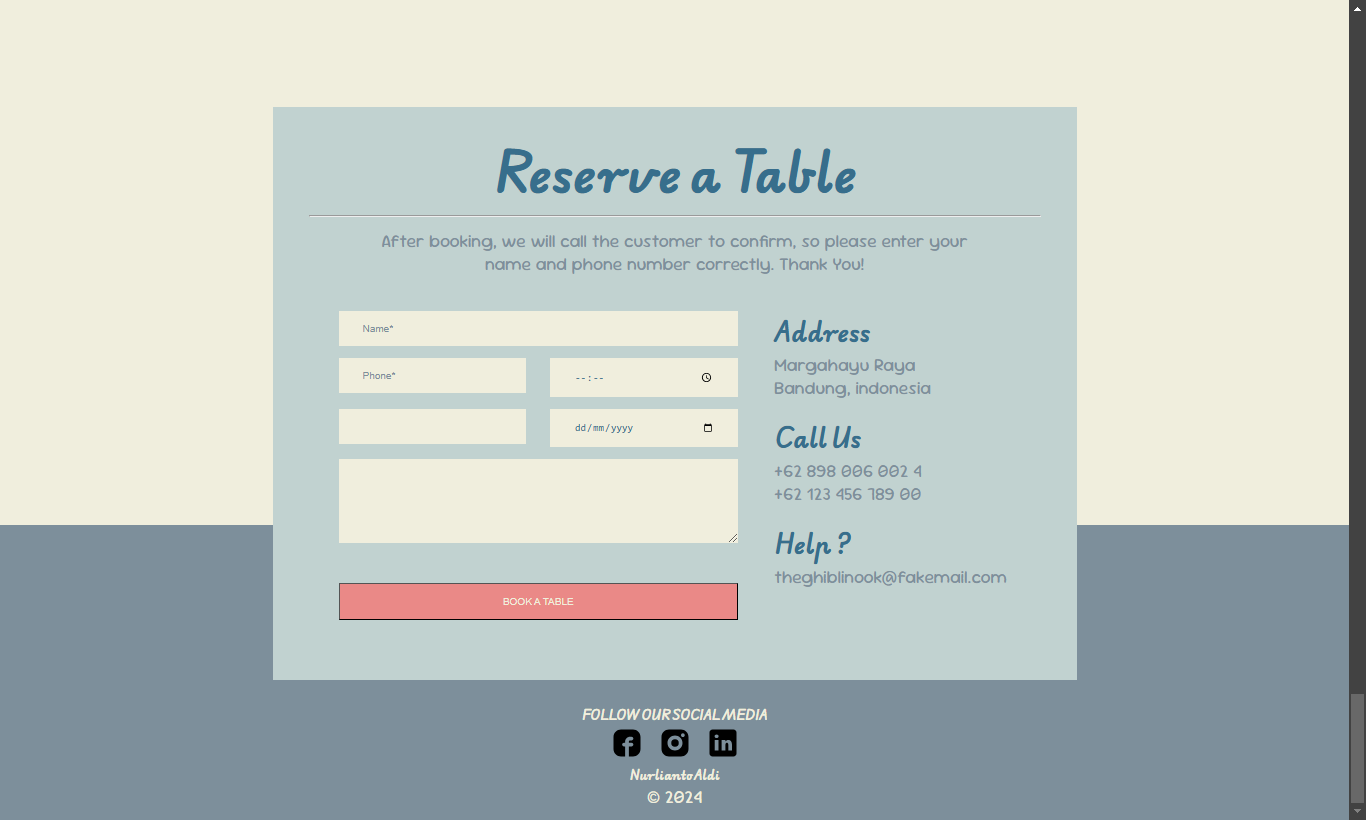 Reserve a Table
After booking, we will call the customer to confirm, so please enter your
name and phone number correctly. Thank You!
Name*
Phone*
--:--
dd/mm/yyyy
BOOK A TABLE
Address
Margahayu Raya
Bandung, indonesia
Call Us
+62 898 006 002 4
+62 123 456 789 00
Help ?
theghiblinook@fakemail.com
FOLLOW OUR SOCIAL MEDIA
NurliantoAldi
© 2024